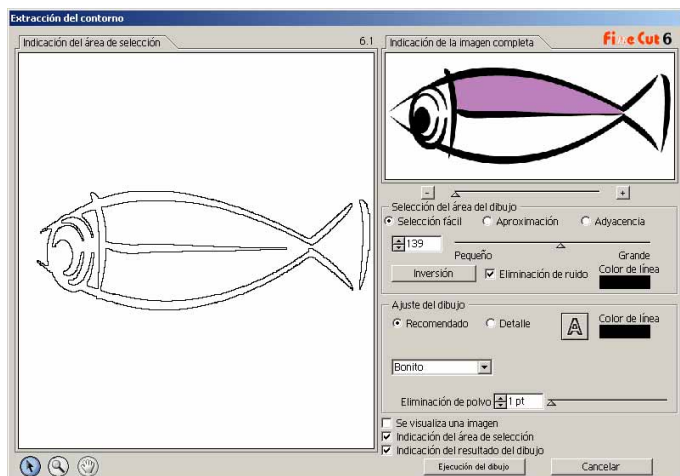 Extracción del contorno
Indicación del área de selección
6.1
Indicación de la imagen completa
Fine Cut 6
-
+
Selección del área del dibujo
Selección fácil
Aproximación
Adyacencia
139
Pequeño
Grande
Inversión
Eliminación de ruido
Color de línea
Ajuste del dibujo
Recomendado
Detalle
A
Color de línea
Bonito
Eliminación de polvo
1 pt
Se visualiza una imagen
Indicación del área de selección
Indicación del resultado del dibujo
Ejecución del dibujo
Cancelar